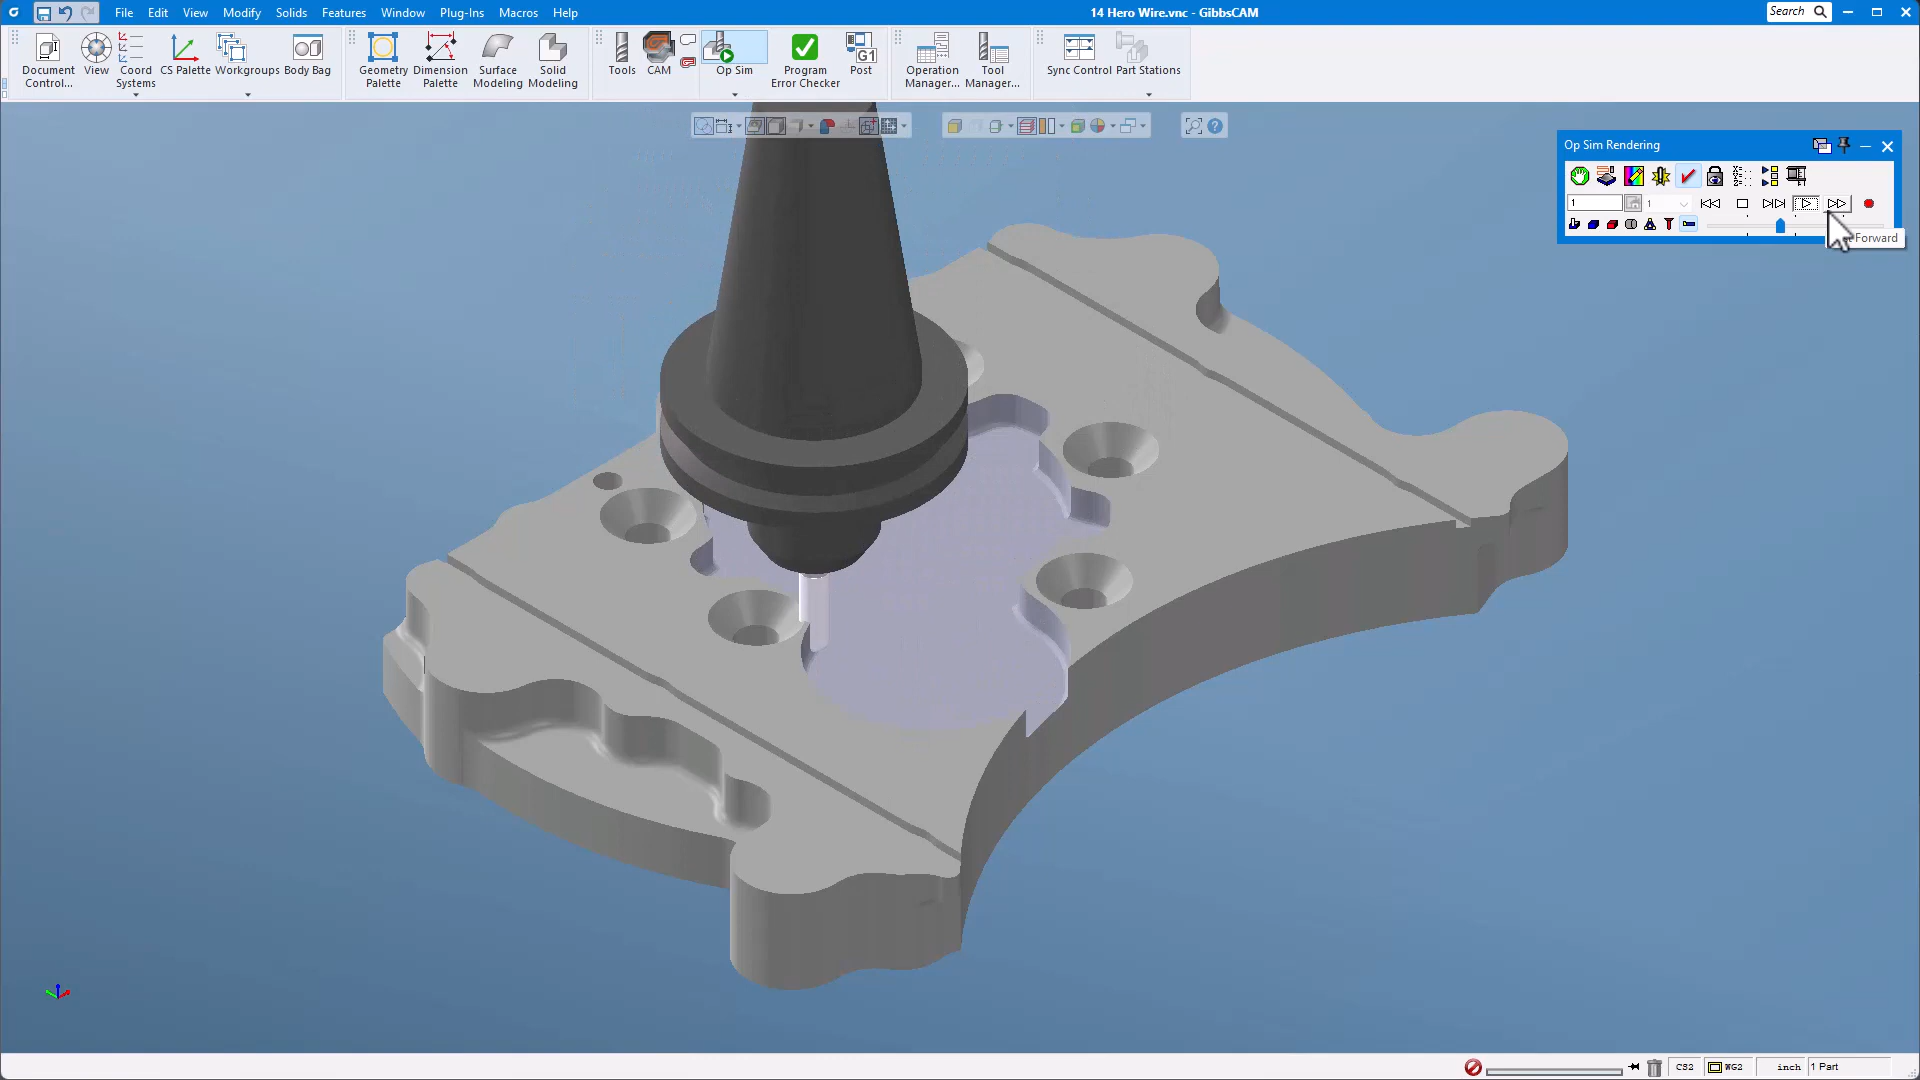 14 Hero Wire.vnc - GibbsCAM
Search
File Edit View Modify Solids Features Window Plug-Ins Macros Help
Document Control...
View
Coord Systems
CS Palette
Workgroups
Body Bag
Geometry Palette
Dimension Palette
Surface Modeling
Solid Modeling
Tools
CAM
Op Sim
Program Error Checker
G1
Post
Operation Manager...
Tool Manager...
Sync Control
Part Stations
Op Sim Rendering
1
1
Forward
CS2
WG2
inch
1 Part